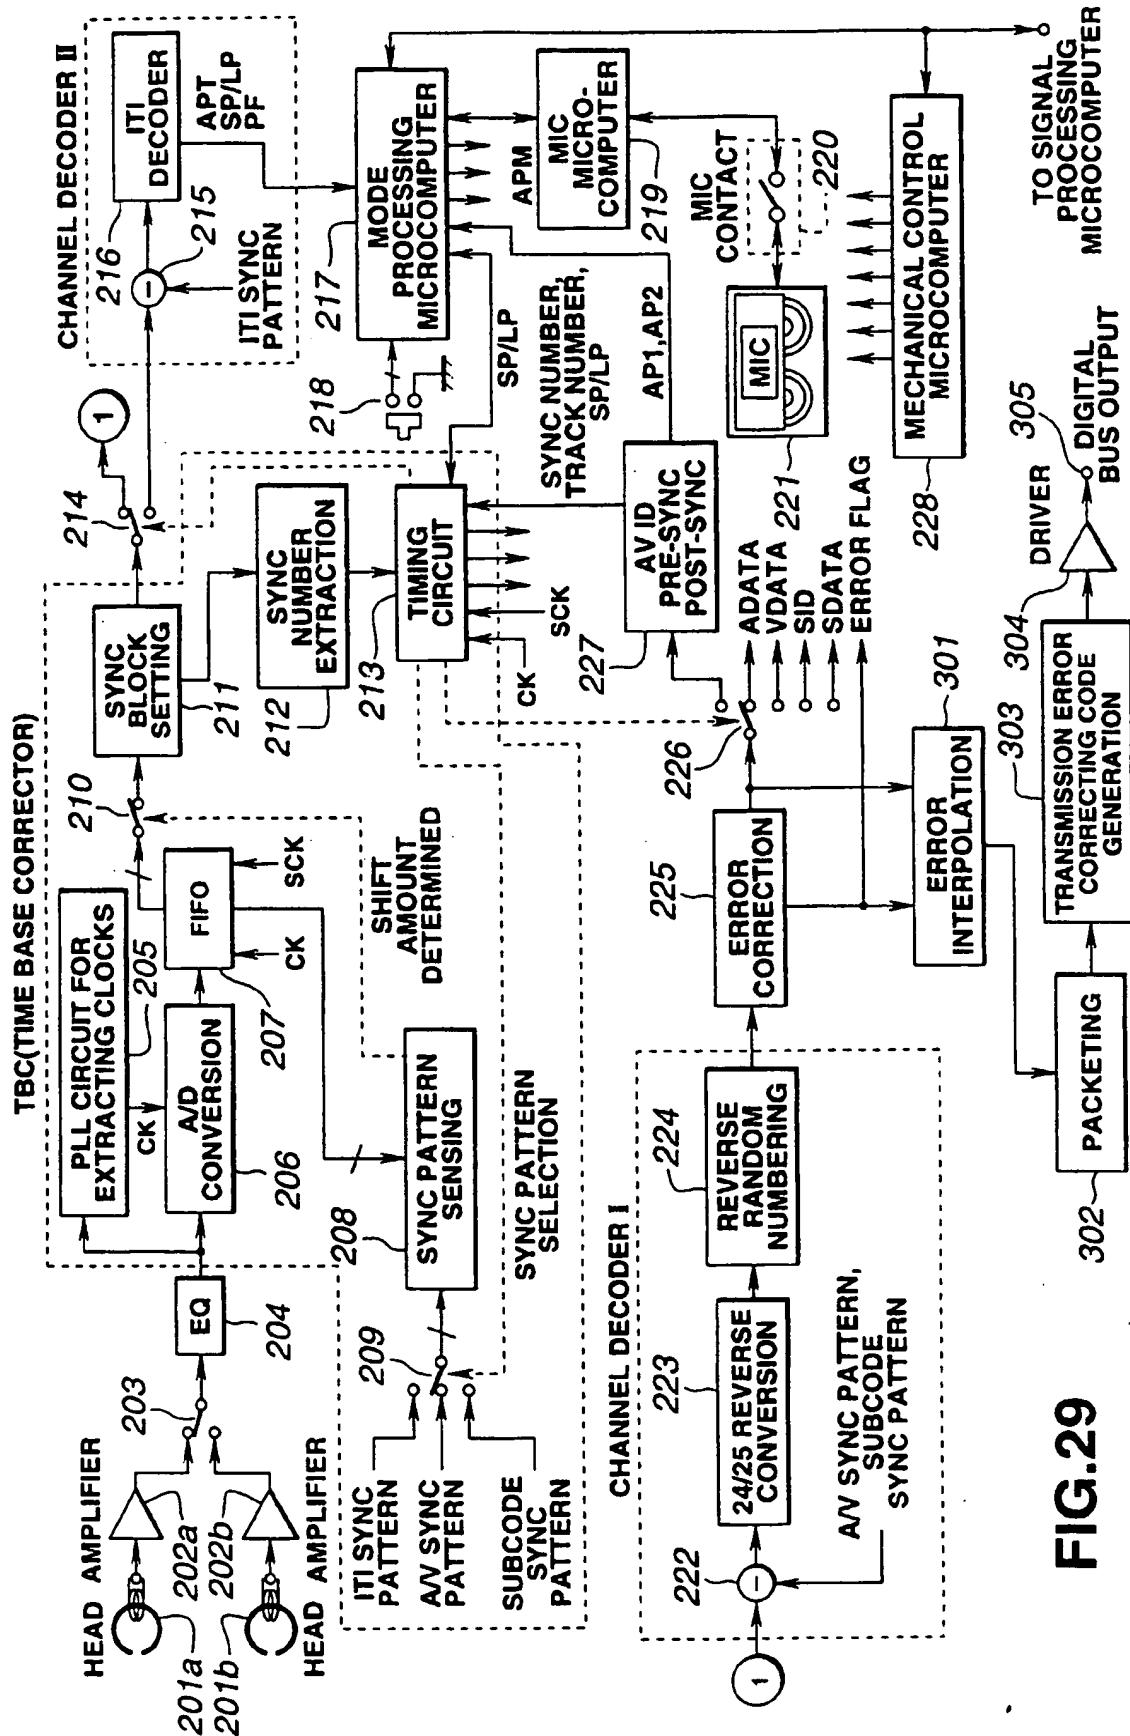 TBC(TIME BASE CORRECTOR)
CHANNEL DECODER II
HEAD AMPLIFIER
201a
202a
201b
202b
HEAD AMPLIFIER
203
EQ
204
PLL CIRCUIT FOR
EXTRACTING CLOCKS
205
CK
A/D
CONVERSION
206
FIFO
207
CK
SCK
210
SYNC
BLOCK
SETTING
211
214
1
ITI SYNC
PATTERN
215
216
ITI
DECODER
APT
SP/LP
PF
SYNC
NUMBER
EXTRACTION
212
TIMING
CIRCUIT
213
CK
SCK
218
217
MODE
PROCESSING
MICROCOMPUTER
SP/LP
ITI SYNC
PATTERN
A/V SYNC
PATTERN
SUBCODE
SYNC
PATTERN
209
SYNC PATTERN
SENSING
208
SHIFT
AMOUNT
DETERMINED
SYNC PATTERN
SELECTION
SYNC NUMBER,
TRACK NUMBER,
SP/LP
AV ID
PRE-SYNC
POST-SYNC
227
AP1,AP2
APM
MIC
MICRO-
COMPUTER
219
MIC
CONTACT
220
MIC
221
MECHANICAL CONTROL
MICROCOMPUTER
228
TO SIGNAL
PROCESSING
MICROCOMPUTER
CHANNEL DECODER I
1
222
24/25 REVERSE
CONVERSION
223
REVERSE
RANDOM
NUMBERING
224
A/V SYNC PATTERN,
SUBCODE
SYNC PATTERN
ERROR
CORRECTION
225
226
ADATA
VDATA
SID
SDATA
ERROR FLAG
ERROR
INTERPOLATION
301
PACKETING
302
TRANSMISSION ERROR
CORRECTING CODE
GENERATION
303
DRIVER
304
305
DIGITAL
BUS OUTPUT
FIG.29